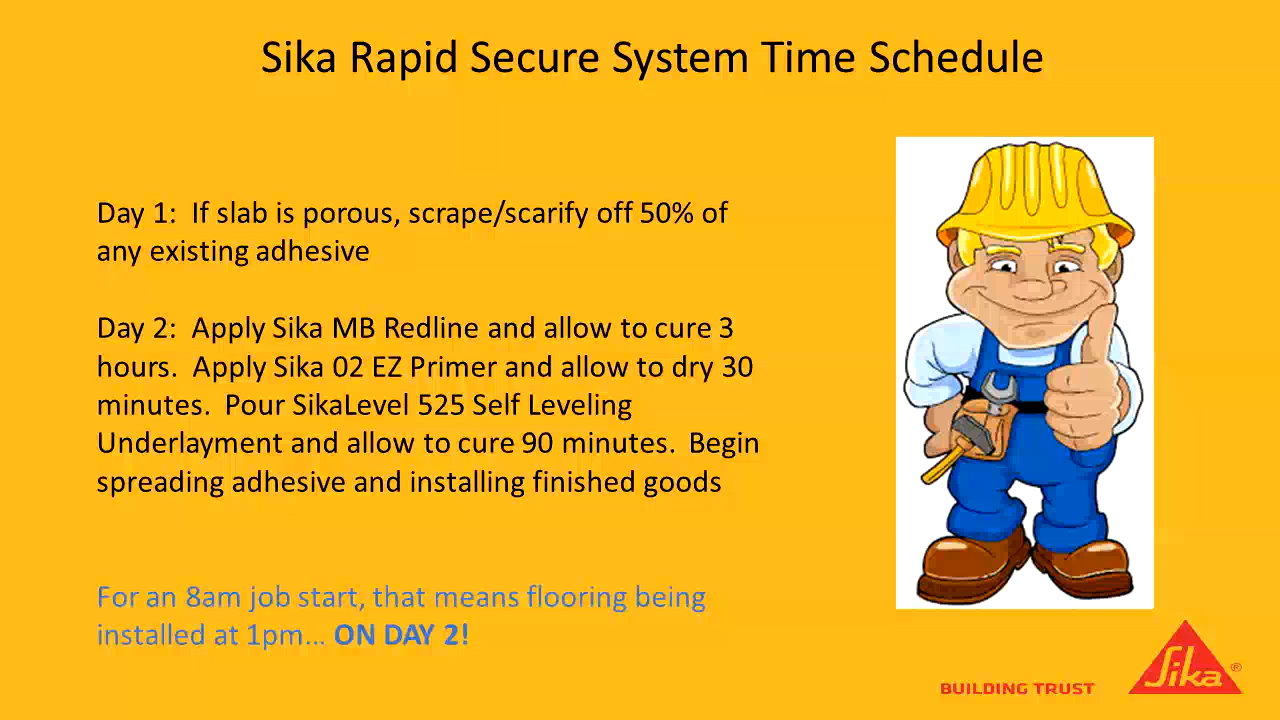 Sika Rapid Secure System Time Schedule
Day 1:  If slab is porous, scrape/scarify off 50% of
any existing adhesive
Day 2:  Apply Sika MB Redline and allow to cure 3
hours.  Apply Sika 02 EZ Primer and allow to dry 30
minutes.  Pour SikaLevel 525 Self Leveling
Underlayment and allow to cure 90 minutes.  Begin
spreading adhesive and installing finished goods
For an 8am job start, that means flooring being
installed at 1pm… ON DAY 2!
BUILDING TRUST
Sika®